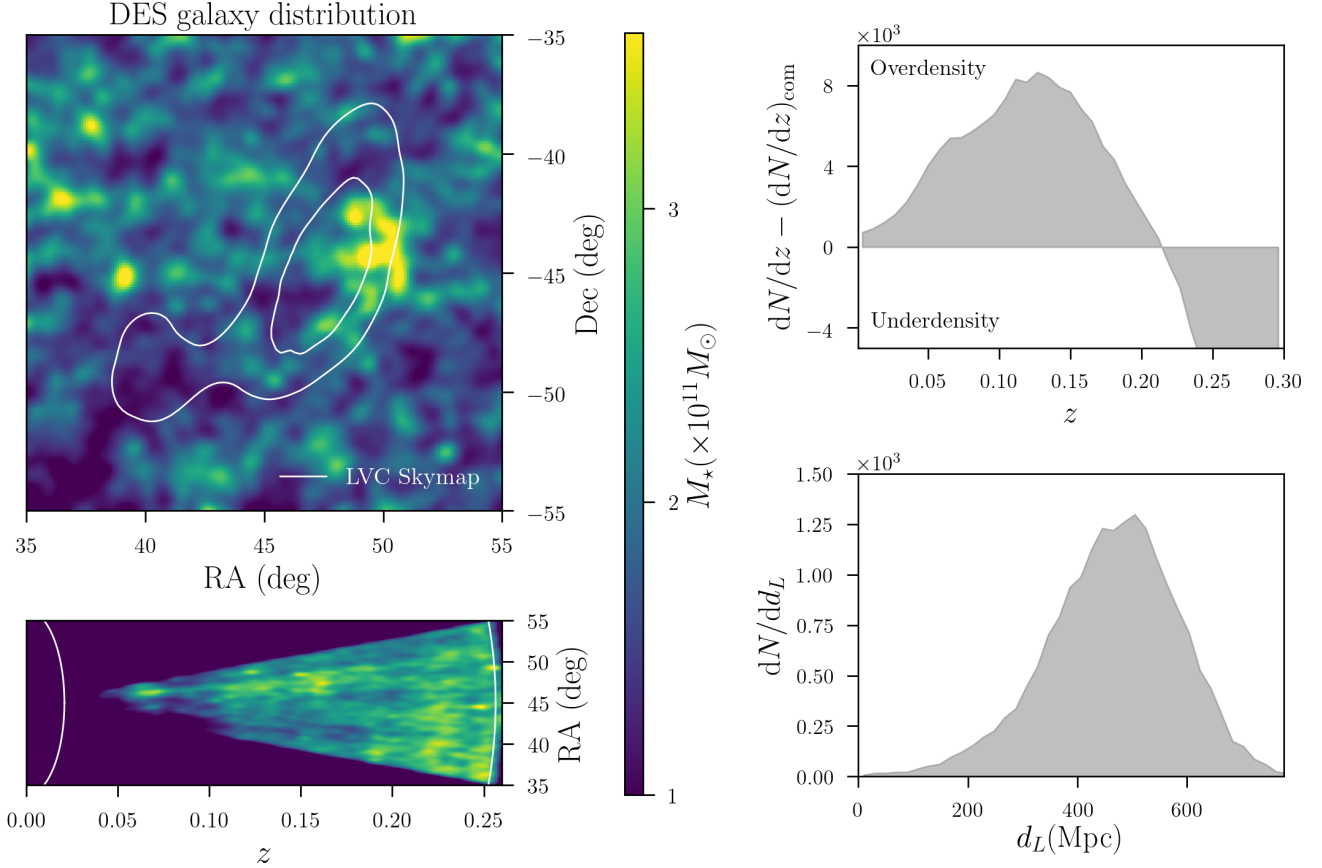 DES galaxy distribution
−35
−40
−45
−50
−55
Dec (deg)
LVC Skymap
35 40 45 50 55
RA (deg)
3
2
1
M⋆(×10¹¹M⊙)
55
50
45
40
35
RA (deg)
0.00 0.05 0.10 0.15 0.20 0.25
z
×10³
Overdensity
8
4
0
−4
dN/dz − (dN/dz)com
Underdensity
0.05 0.10 0.15 0.20 0.25 0.30
z
×10³
1.50
1.25
1.00
0.75
0.50
0.25
0.00
dN/ddL
0 200 400 600
dL(Mpc)